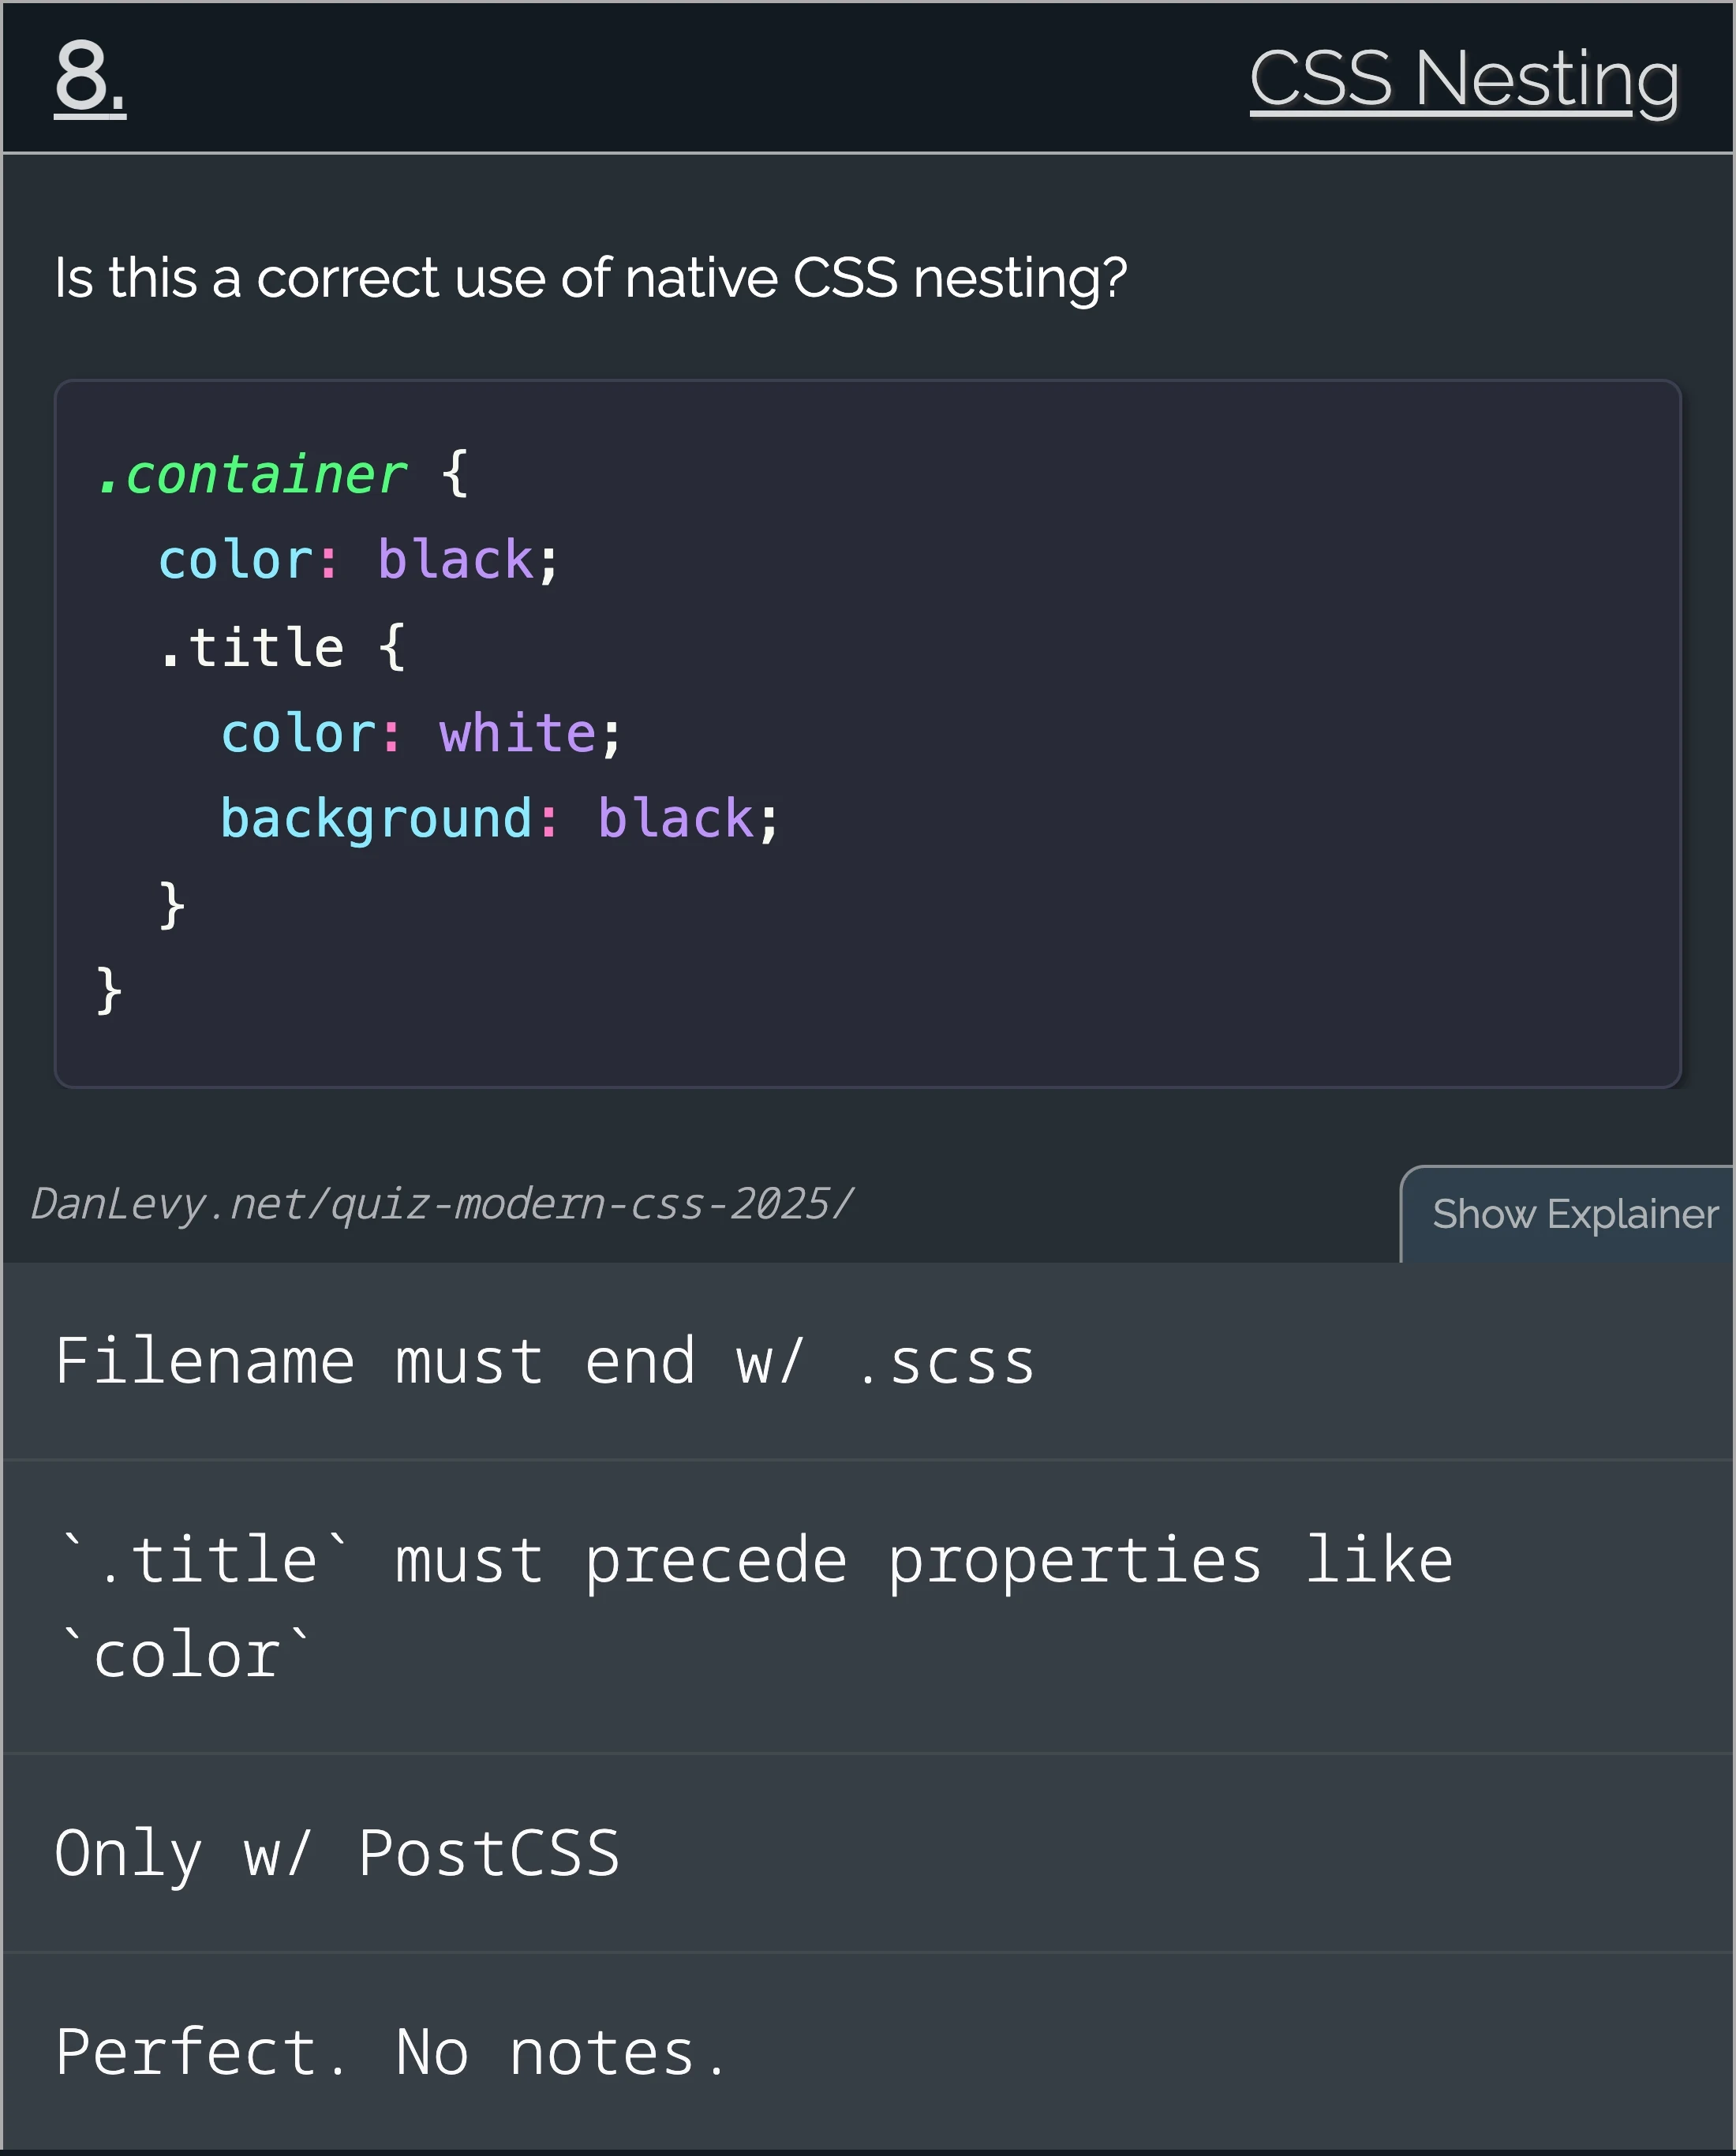 8.
CSS Nesting
Is this a correct use of native CSS nesting?
.container {
  color: black;
  .title {
    color: white;
    background: black;
  }
}
DanLevy.net/quiz-modern-css-2025/
Show Explainer
Filename must end w/ .scss
`.title` must precede properties like
`color`
Only w/ PostCSS
Perfect. No notes.